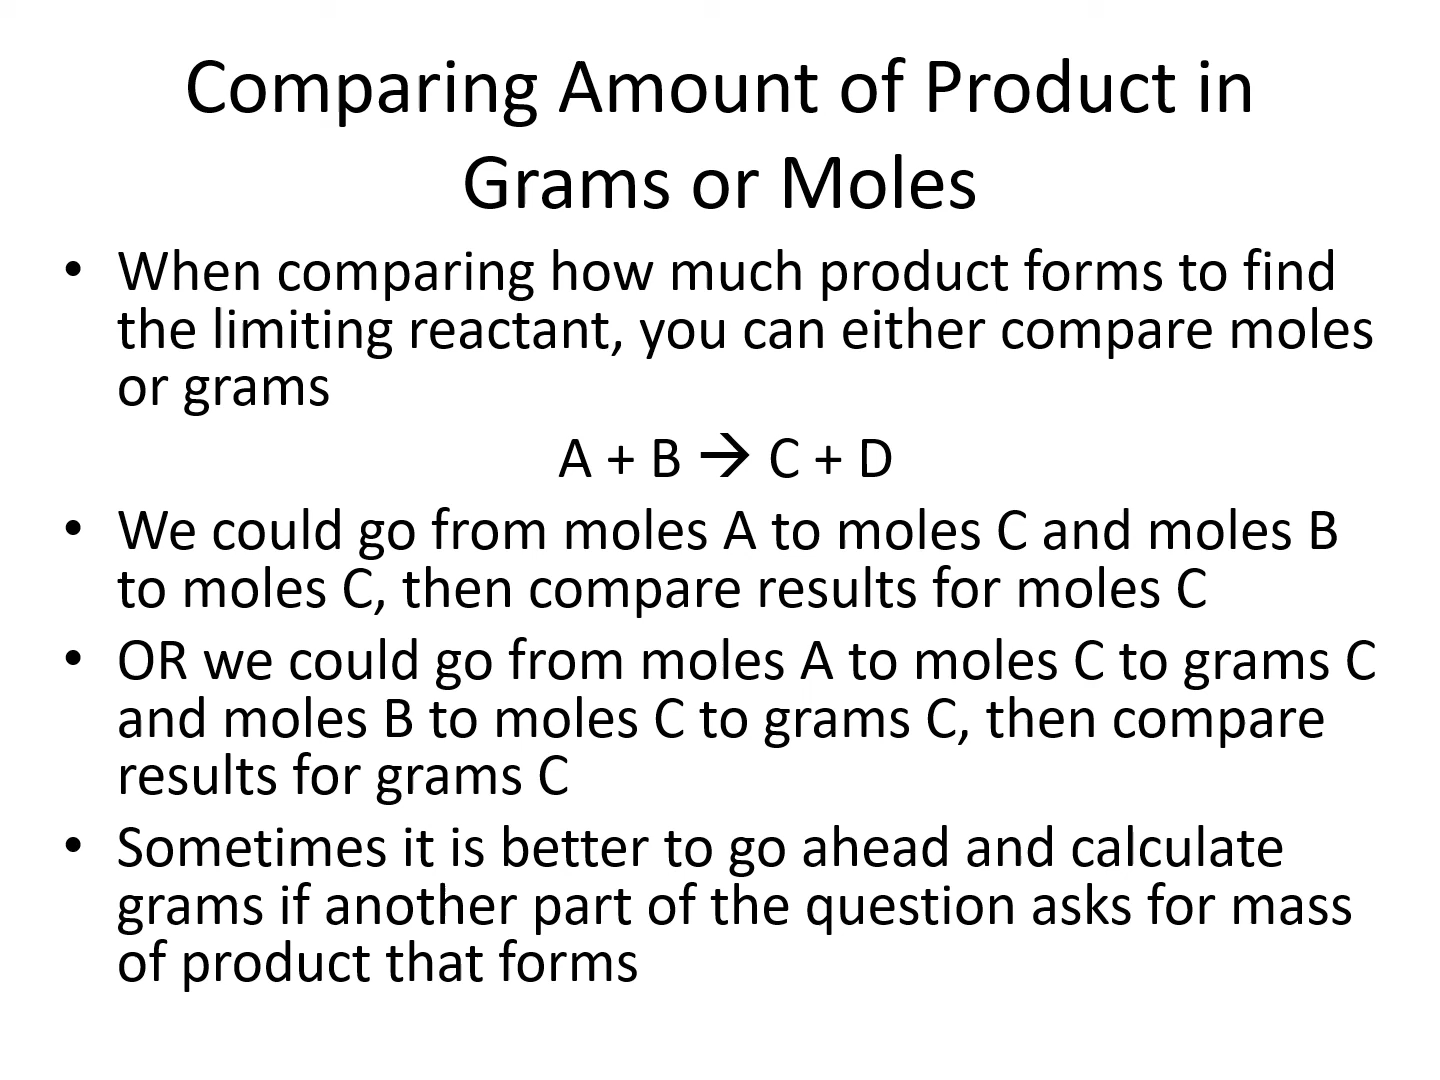 Comparing Amount of Product in
Grams or Moles
• When comparing how much product forms to find
the limiting reactant, you can either compare moles
or grams
A + B → C + D
• We could go from moles A to moles C and moles B
to moles C, then compare results for moles C
• OR we could go from moles A to moles C to grams C
and moles B to moles C to grams C, then compare
results for grams C
• Sometimes it is better to go ahead and calculate
grams if another part of the question asks for mass
of product that forms